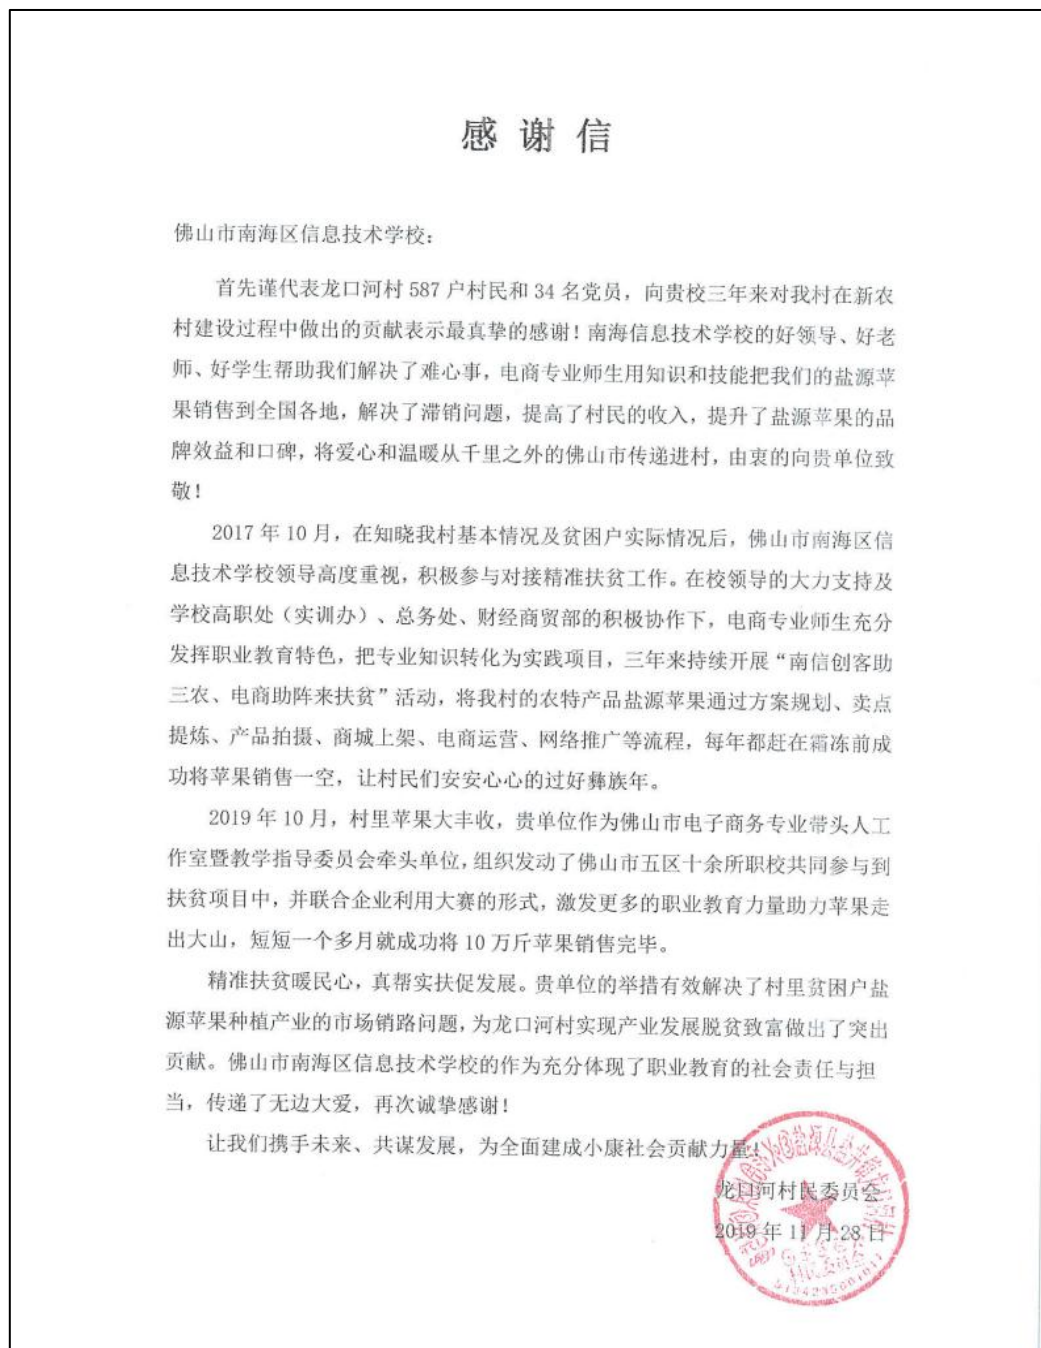 感谢信
佛山市南海区信息技术学校：
首先谨代表龙口河村 587 户村民和 34 名党员，向贵校三年来对我村在新农
村建设过程中做出的贡献表示最真挚的感谢！南海信息技术学校的好领导、好老
师、好学生帮助我们解决了难心事，电商专业师生用知识和技能把我们的盐源苹
果销售到全国各地，解决了滞销问题，提高了村民的收入，提升了盐源苹果的品
牌效益和口碑，将爱心和温暖从千里之外的佛山市传递进村，由衷的向贵单位致
敬！
2017 年 10 月，在知晓我村基本情况及贫困户实际情况后，佛山市南海区信
息技术学校领导高度重视，积极参与对接精准扶贫工作。在校领导的大力支持及
学校高职处（实训办）、总务处、财经商贸部的积极协作下，电商专业师生充分
发挥职业教育特色，把专业知识转化为实践项目，三年来持续开展“南信创客助
三农、电商助阵来扶贫”活动，将我村的农特产品盐源苹果通过方案规划、卖点
提炼、产品拍摄、商城上架、电商运营、网络推广等流程，每年都赶在霜冻前成
功将苹果销售一空，让村民们安安心心的过好彝族年。
2019 年 10 月，村里苹果大丰收，贵单位作为佛山市电子商务专业带头人工
作室暨教学指导委员会牵头单位，组织发动了佛山市五区十余所职校共同参与到
扶贫项目中，并联合企业利用大赛的形式，激发更多的职业教育力量助力苹果走
出大山，短短一个多月就成功将 10 万斤苹果销售完毕。
精准扶贫暖民心，真帮实扶促发展。贵单位的举措有效解决了村里贫困户盐
源苹果种植产业的市场销路问题，为龙口河村实现产业发展脱贫致富做出了突出
贡献。佛山市南海区信息技术学校的作为充分体现了职业教育的社会责任与担
当，传递了无边大爱，再次诚挚感谢！
让我们携手未来、共谋发展，为全面建成小康社会贡献力量！
龙口河村民委员会
2019 年 11 月 28 日
村民委员会